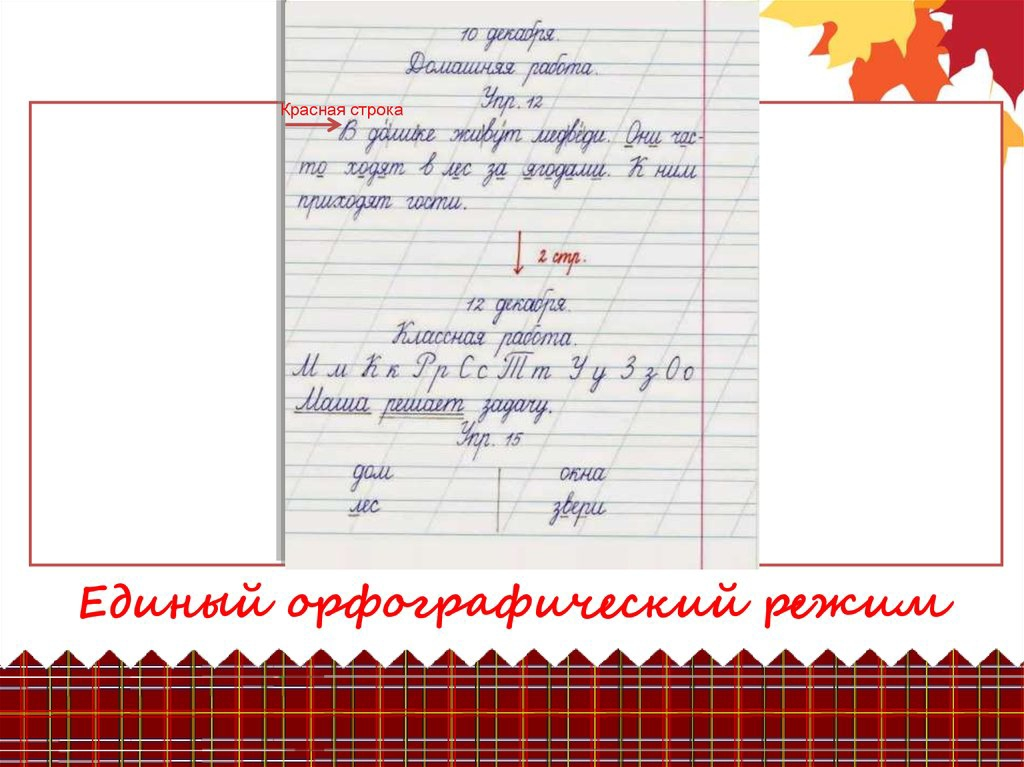 10 декабря.
Домашняя работа.
Упр. 12
Красная строка
В домике живут медведи. Они час-
то ходят в лес за ягодами. К ним
приходят гости.
2 стр.
12 декабря.
Классная работа.
М м К к Р р С с Т т У у З з О о
Маша решает задачу.
Упр. 15
дом окна
лес звери
Единый орфографический режим